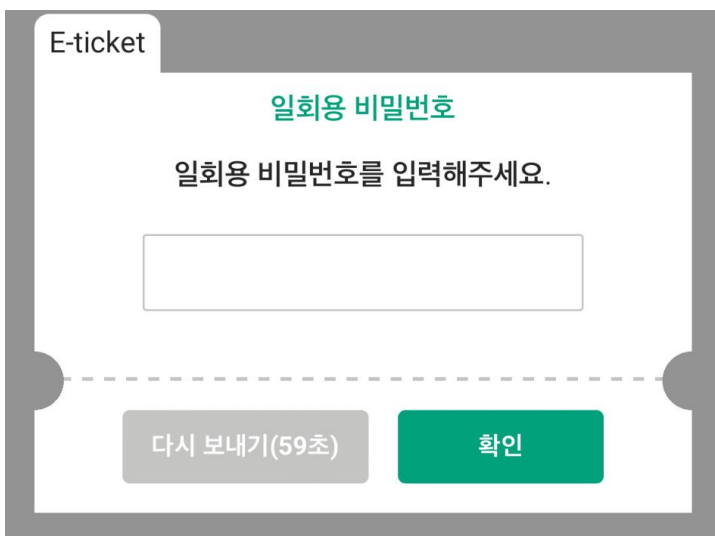 E-ticket
일회용 비밀번호
일회용 비밀번호를 입력해주세요.
다시 보내기(59초)
확인